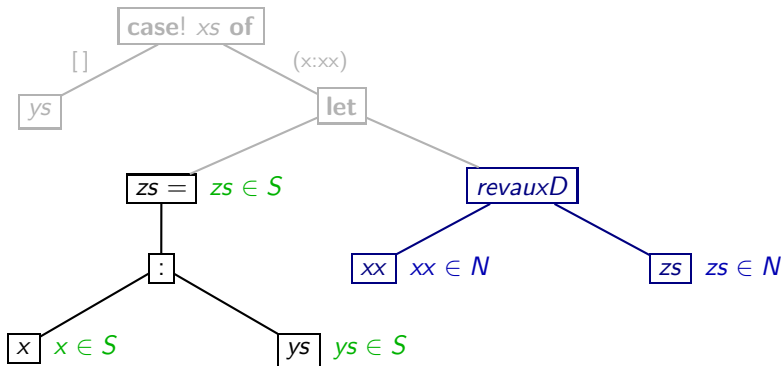 case! xs of
[ ] (x:xx)
ys let
zs = zs ∈ S revauxD
: xx xx ∈ N zs zs ∈ N
x x ∈ S ys ys ∈ S